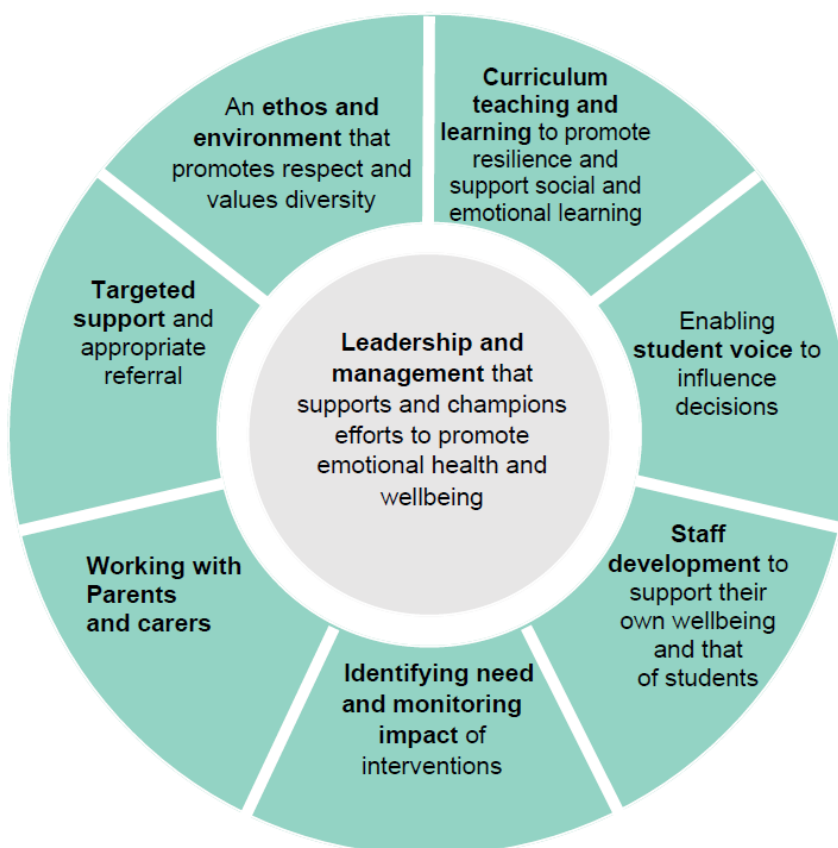 An ethos and
environment that
promotes respect and
values diversity
Curriculum
teaching and
learning to promote
resilience and
support social and
emotional learning
Enabling
student voice to
influence
decisions
Staff
development to
support their
own wellbeing
and that
of students
Identifying need
and monitoring
impact of
interventions
Working with
Parents
and carers
Targeted
support and
appropriate
referral
Leadership and
management that
supports and champions
efforts to promote
emotional health and
wellbeing